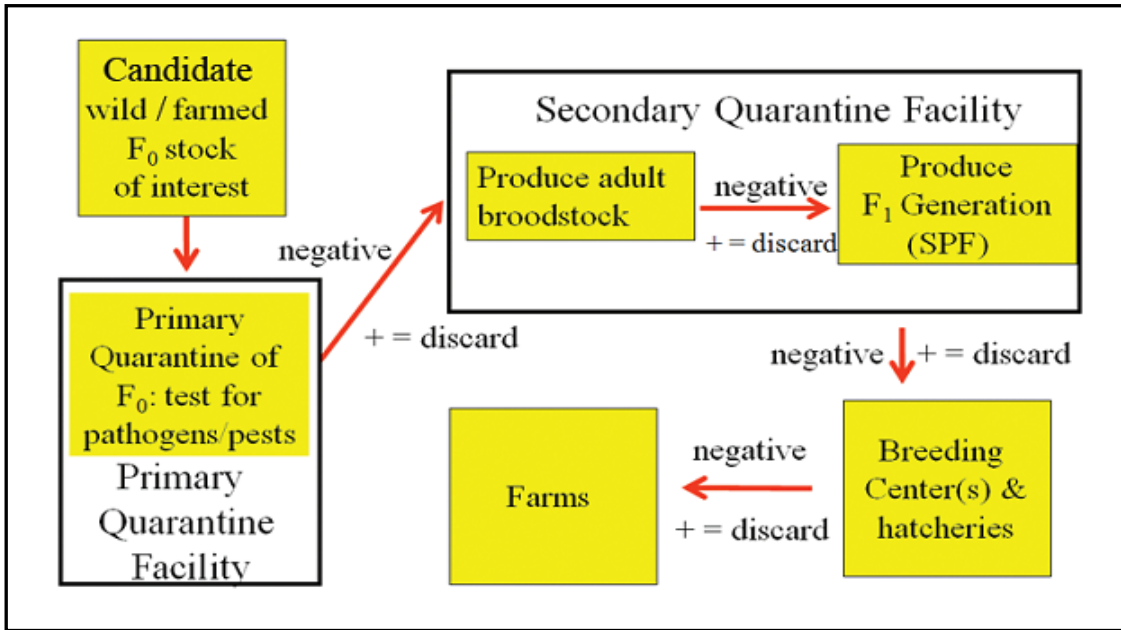 Candidate
wild / farmed
F₀ stock
of interest
Primary
Quarantine of
F₀: test for
pathogens/pests
Primary
Quarantine
Facility
negative
+ = discard
Secondary Quarantine Facility
Produce adult
broodstock
negative
+ = discard
Produce
F₁ Generation
(SPF)
negative
+ = discard
Breeding
Center(s) &
hatcheries
negative
+ = discard
Farms